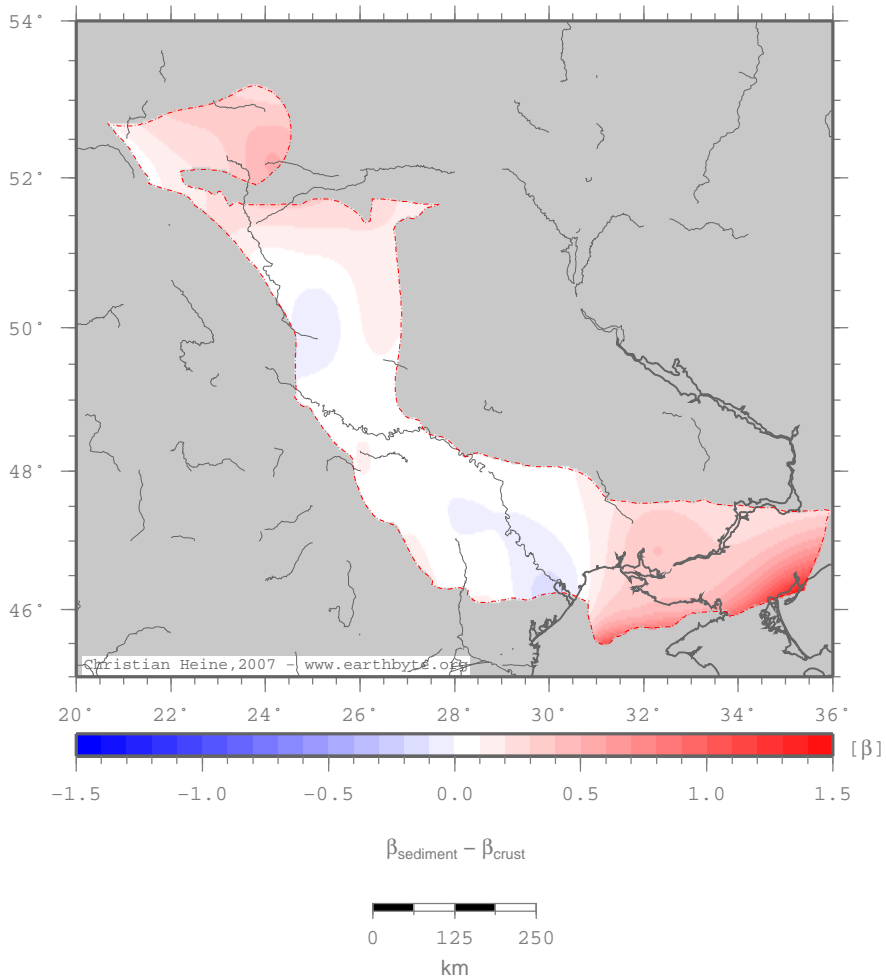 54°
52°
50°
48°
46°
Christian Heine,2007 - www.earthbyte.org
20° 22° 24° 26° 28° 30° 32° 34° 36°
[β]
-1.5 -1.0 -0.5 0.0 0.5 1.0 1.5
βsediment – βcrust
0 125 250
km